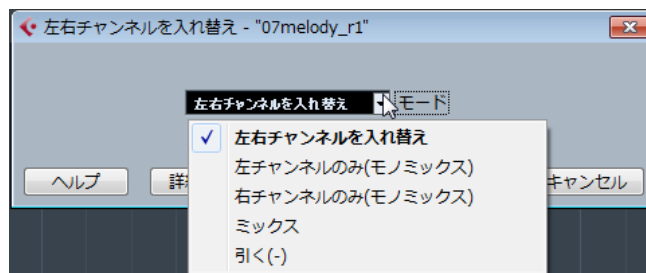 左右チャンネルを入れ替え - "07melody_r1"
左右チャンネルを入れ替え モード
左右チャンネルを入れ替え
左チャンネルのみ(モノミックス)
ヘルプ 詳 キャンセル
右チャンネルのみ(モノミックス)
ミックス
引く(-)